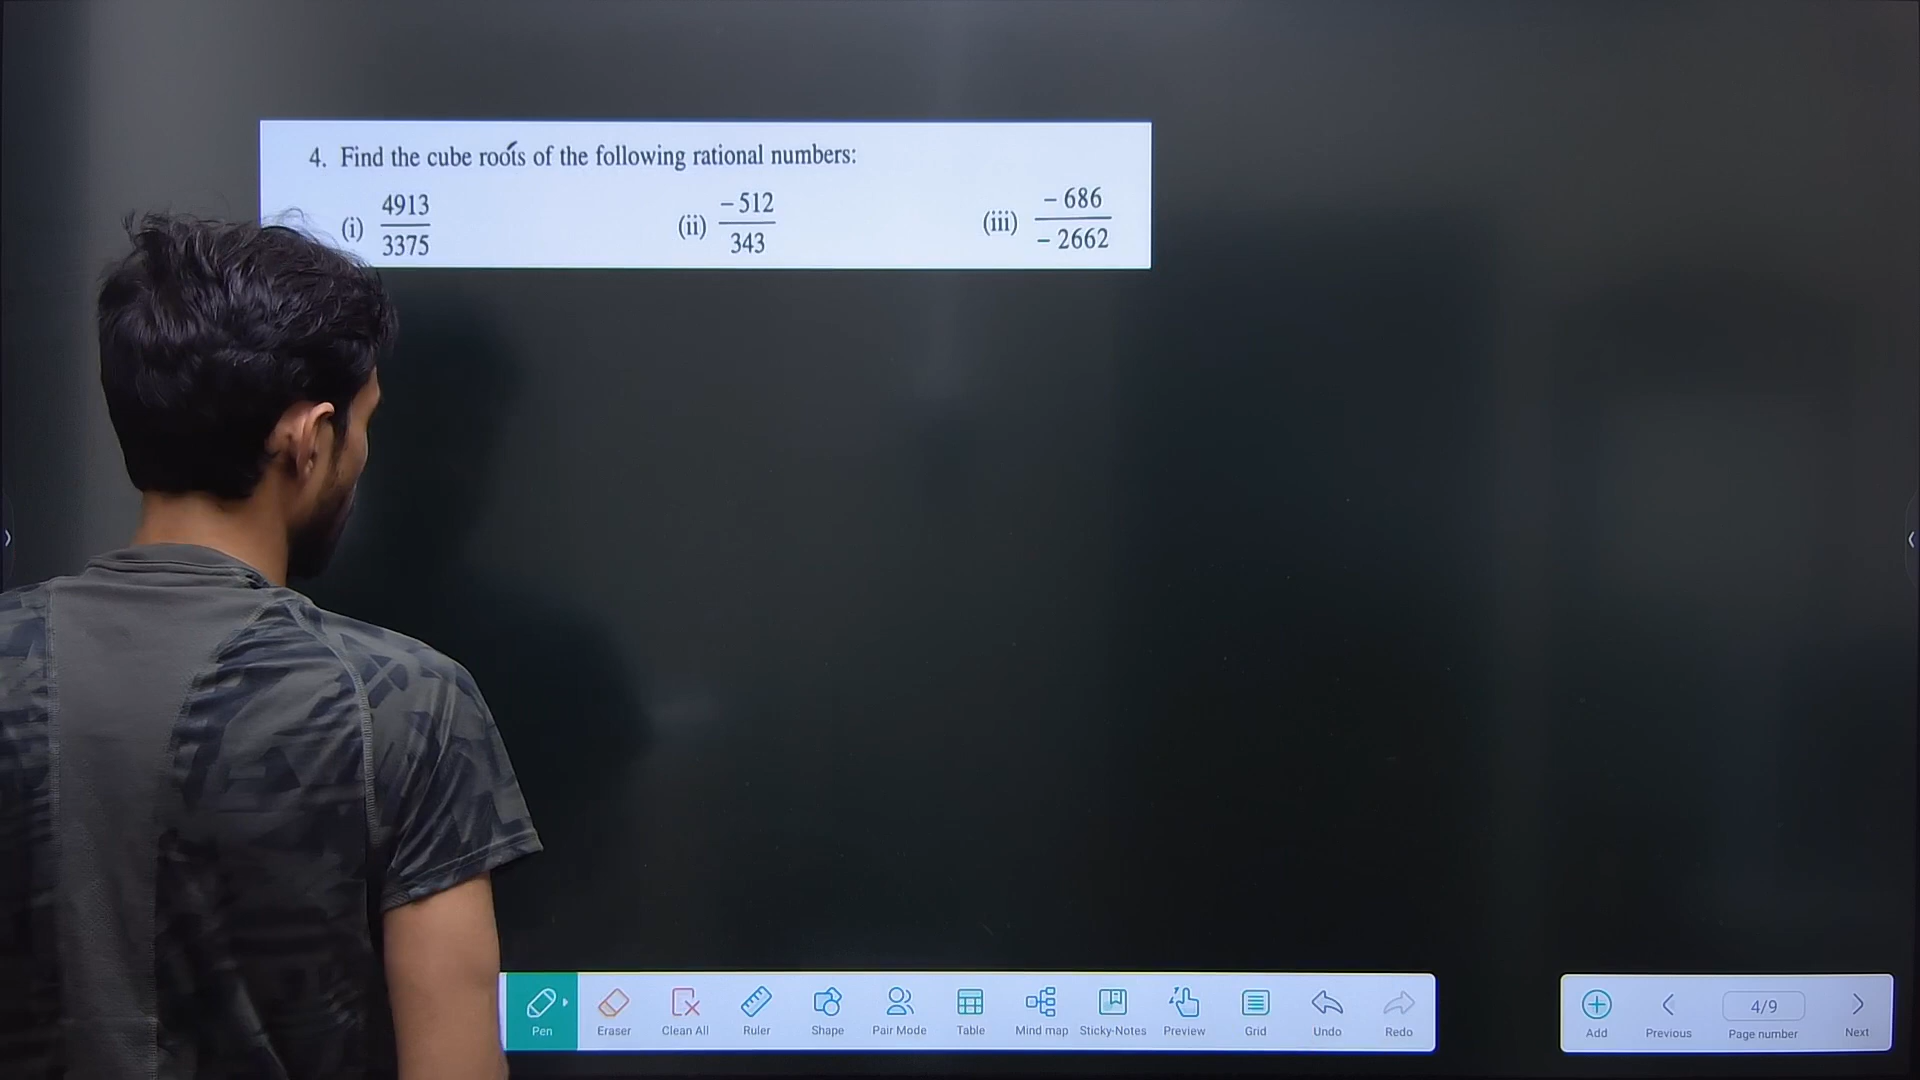 4. Find the cube roots of the following rational numbers:
(i) 4913/3375 (ii) -512/343 (iii) -686/-2662
Pen Eraser Clean All Ruler Shape Pair Mode Table Mind map Sticky-Notes Preview Grid Undo Redo
Add Previous 4/9 Page number Next